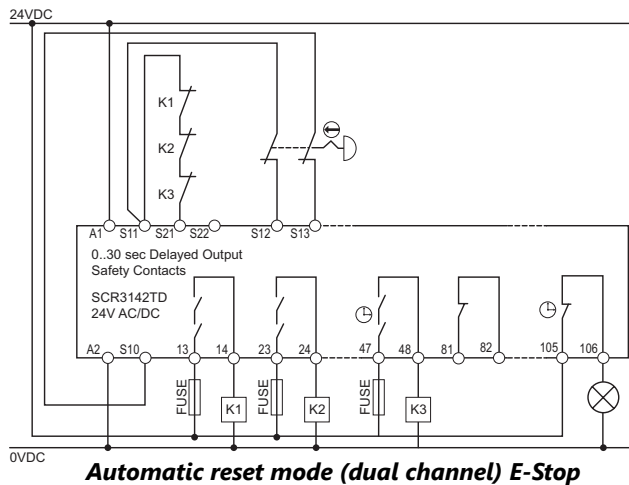 24VDC
K1
K2
K3
A1 S11 S21 S22 S12 S13
0..30 sec Delayed Output
Safety Contacts
SCR3142TD
24V AC/DC
A2 S10 13 14 23 24 47 48 81 82 105 106
FUSE K1 FUSE K2 FUSE K3
0VDC
Automatic reset mode (dual channel) E-Stop